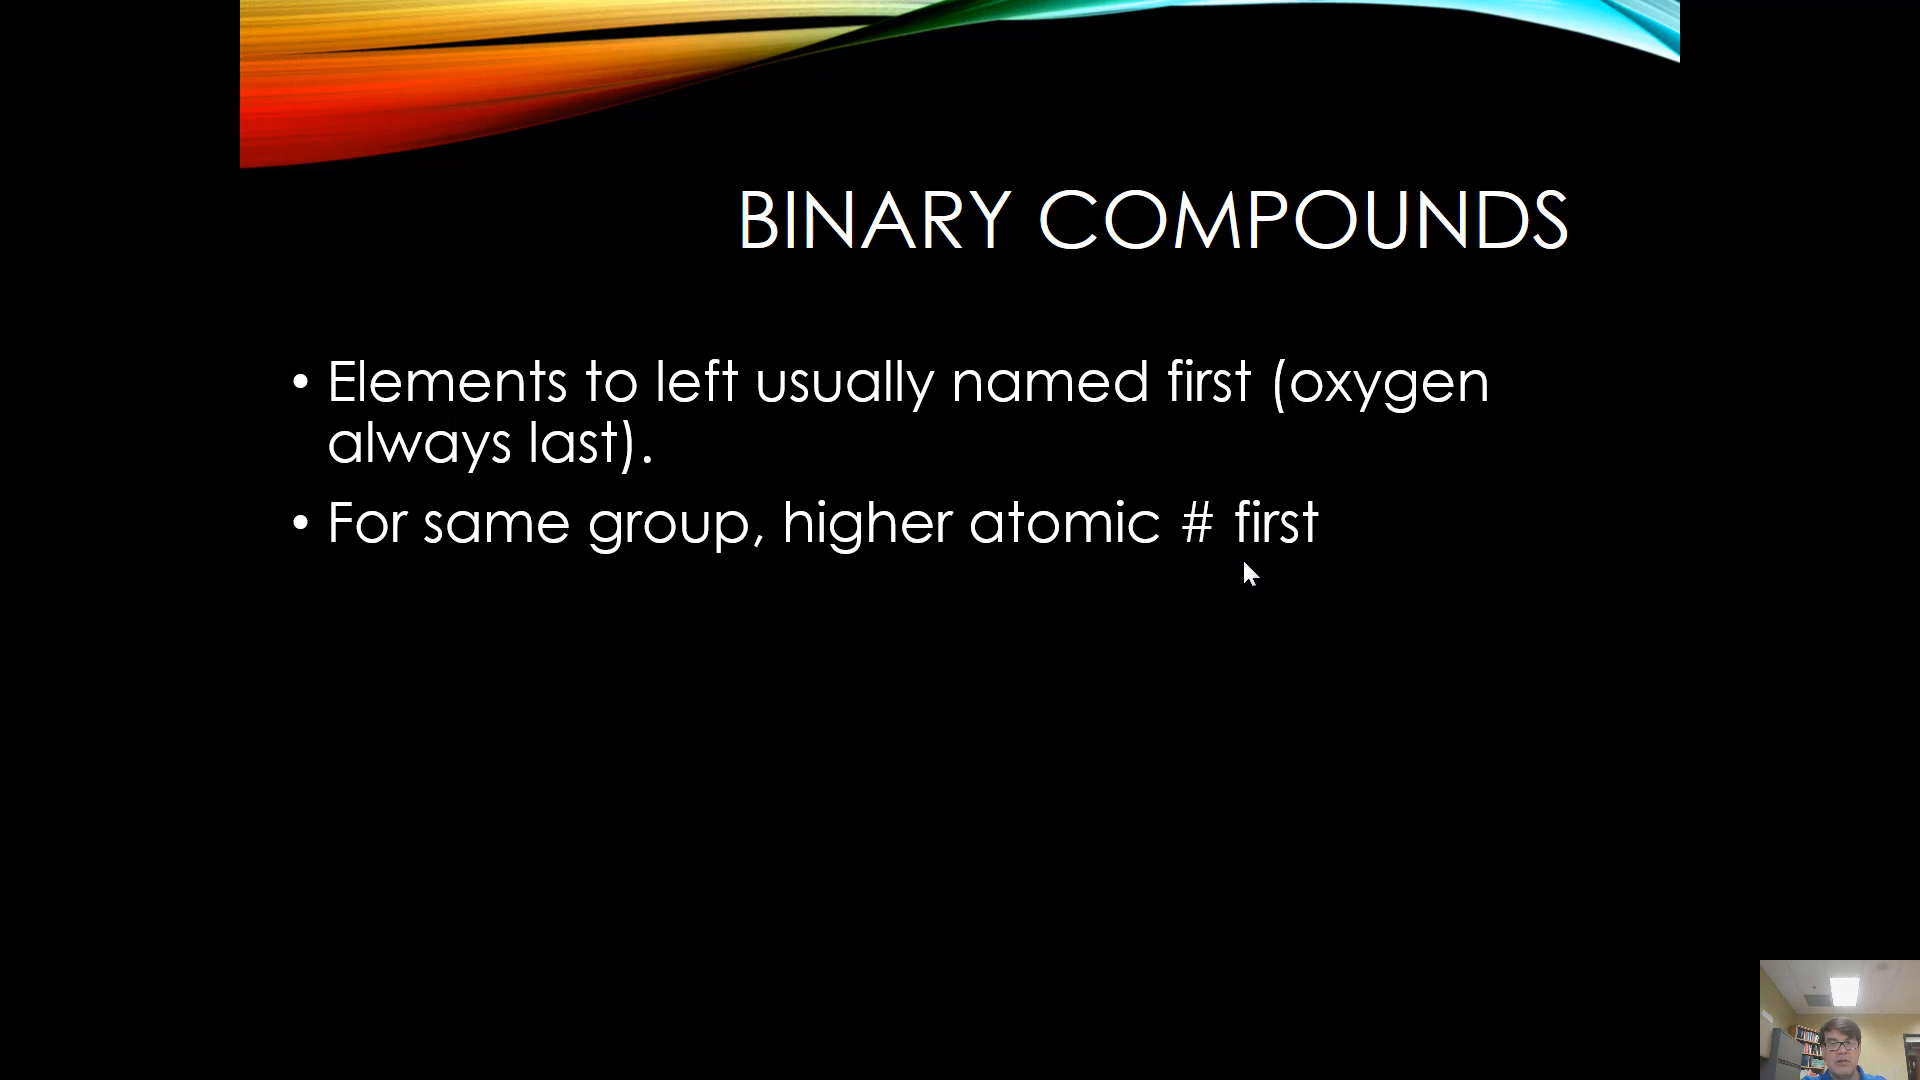 BINARY COMPOUNDS
• Elements to left usually named first (oxygen
always last).
• For same group, higher atomic # first